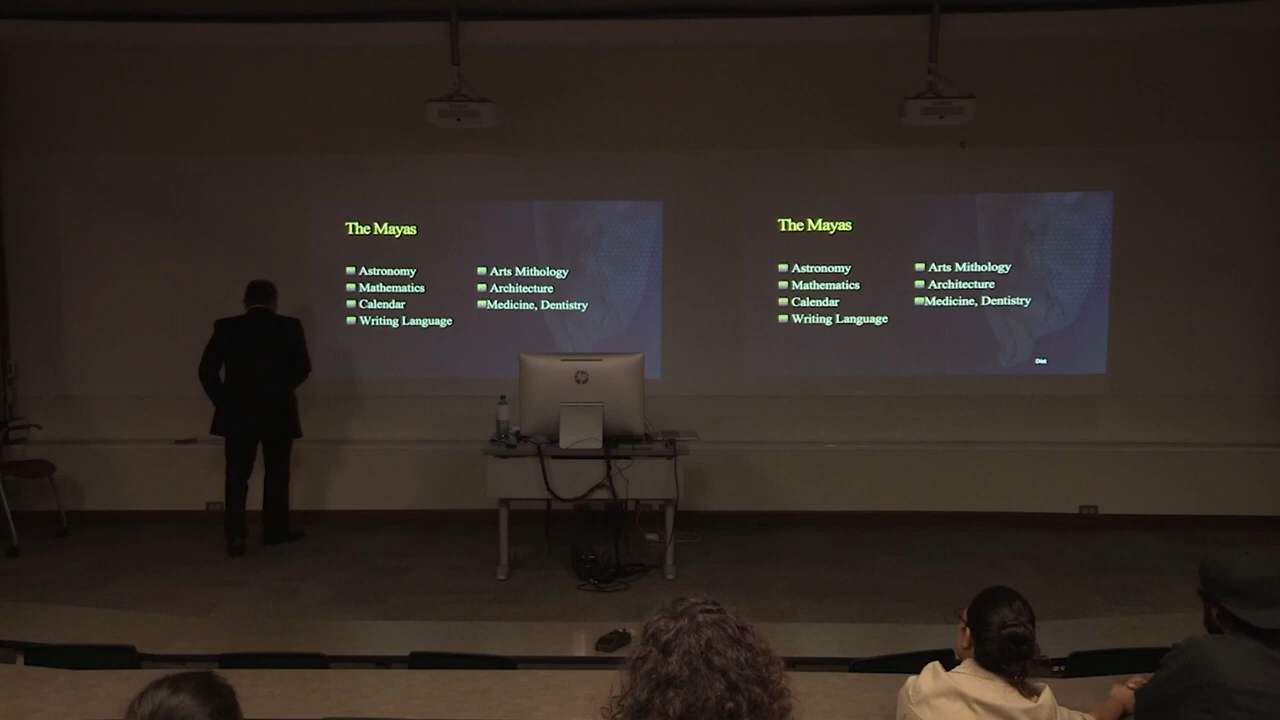 The Mayas
Astronomy
Mathematics
Calendar
Writing Language
Arts Mithology
Architecture
Medicine, Dentistry
The Mayas
Astronomy
Mathematics
Calendar
Writing Language
Arts Mithology
Architecture
Medicine, Dentistry
hp